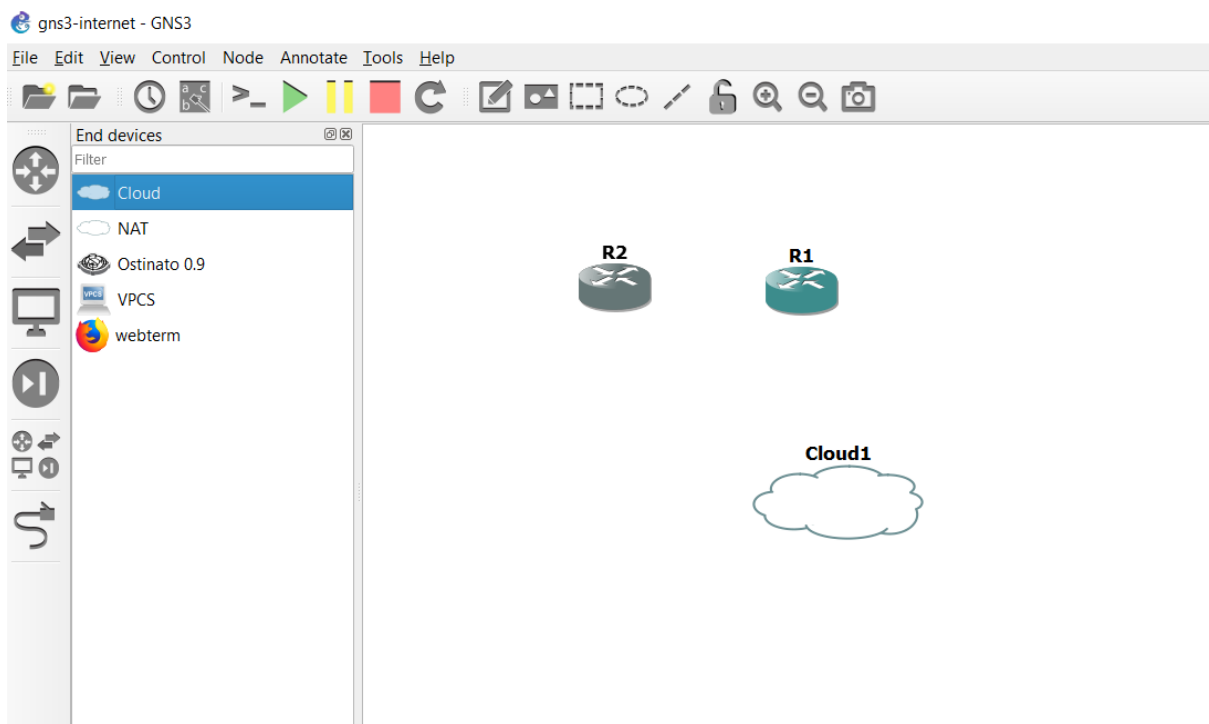 gns3-internet - GNS3
File Edit View Control Node Annotate Tools Help
End devices
Filter
Cloud
NAT
Ostinato 0.9
VPCS
VPCS
webterm
R2
R1
Cloud1